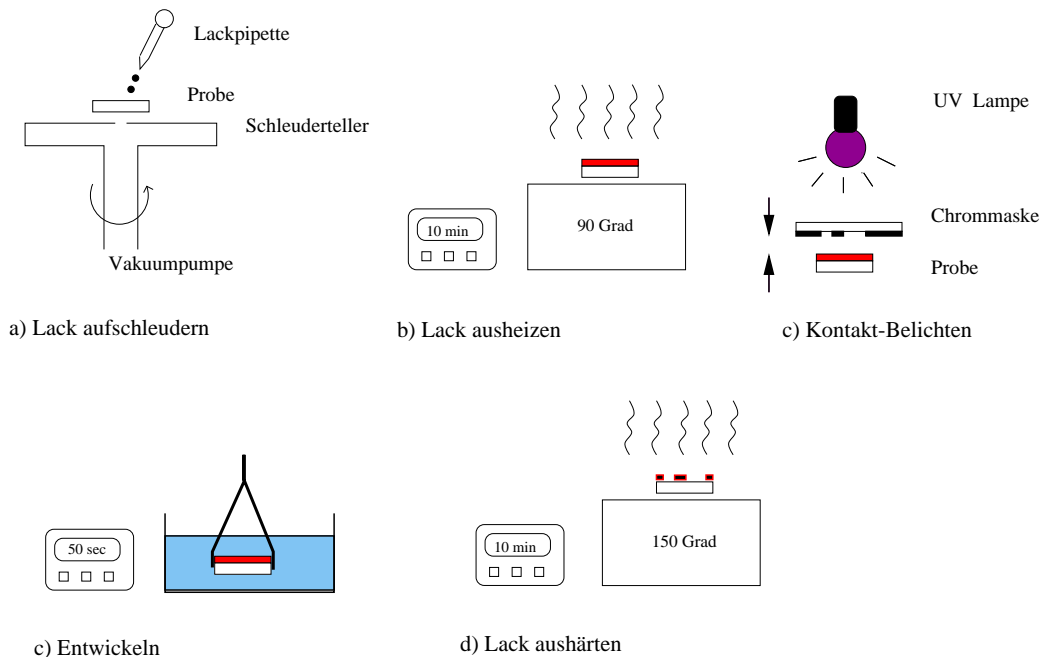 Lackpipette
Probe
Schleuderteller
Vakuumpumpe
a) Lack aufschleudern
10 min
90 Grad
b) Lack ausheizen
UV Lampe
Chrommaske
Probe
c) Kontakt-Belichten
50 sec
c) Entwickeln
10 min
150 Grad
d) Lack aushärten